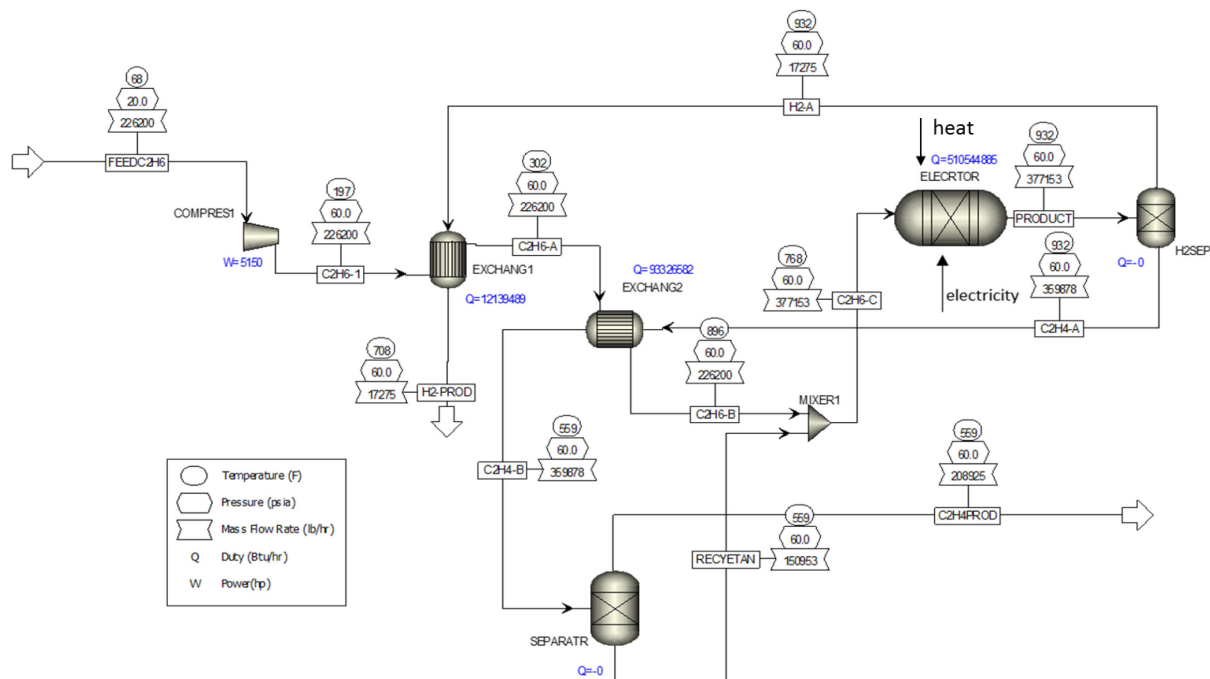 932
60.0
17275
H2-A
68
20.0
226200
FEEDC2H6
heat
932
60.0
377153
PRODUCT
Q=510544885
ELECRTOR
302
60.0
226200
C2H6-A
197
60.0
226200
C2H6-1
COMPRES1
W=5150
EXCHANG1
Q=12139489
Q=93326582
EXCHANG2
768
60.0
377153
C2H6-C
electricity
H2SEP
Q=-0
932
60.0
359878
C2H4-A
896
60.0
226200
C2H6-B
MIXER1
708
60.0
17275
H2-PROD
559
60.0
359878
C2H4-B
559
60.0
208925
C2H4PROD
559
60.0
150953
RECYETAN
SEPARATR
Q=-0
Temperature (F)
Pressure (psia)
Mass Flow Rate (lb/hr)
Q Duty (Btu/hr)
W Power(hp)